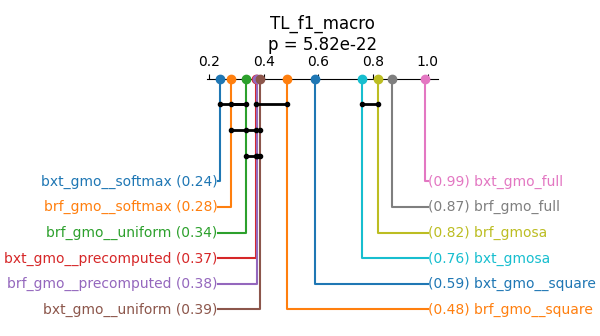 TL_f1_macro
p = 5.82e-22
0.2 0.4 0.6 0.8 1.0
bxt_gmo__softmax (0.24) (0.99) bxt_gmo_full
brf_gmo__softmax (0.28) (0.87) brf_gmo_full
brf_gmo__uniform (0.34) (0.82) brf_gmosa
bxt_gmo__precomputed (0.37) (0.76) bxt_gmosa
brf_gmo__precomputed (0.38) (0.59) bxt_gmo__square
bxt_gmo__uniform (0.39) (0.48) brf_gmo__square